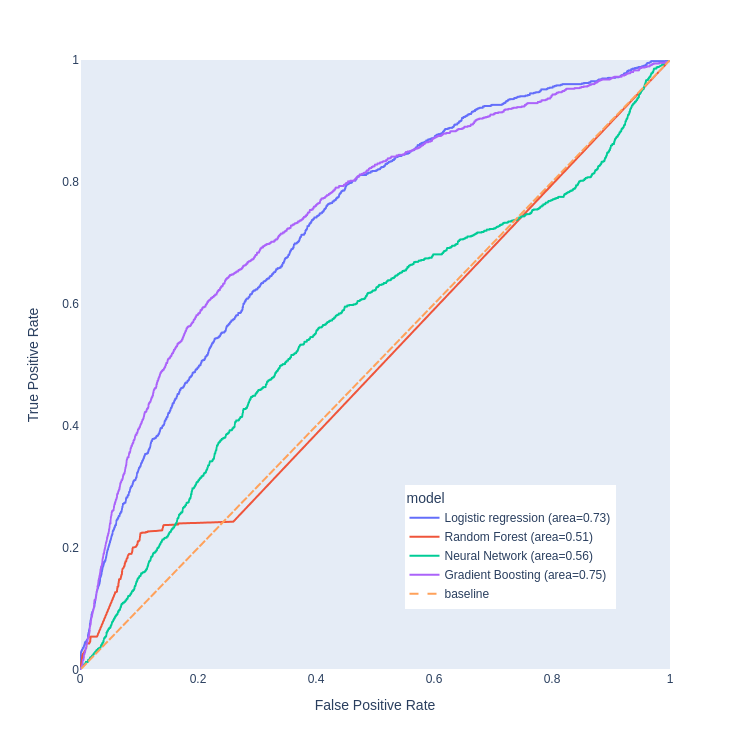 1
0.8
0.6
0.4
0.2
0
True Positive Rate
model
Logistic regression (area=0.73)
Random Forest (area=0.51)
Neural Network (area=0.56)
Gradient Boosting (area=0.75)
baseline
0 0.2 0.4 0.6 0.8 1
False Positive Rate